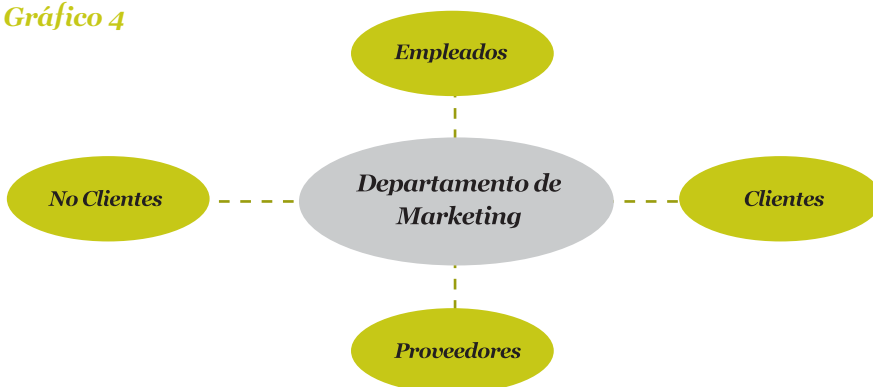 Gráfico 4
Empleados
No Clientes
Departamento de
Marketing
Clientes
Proveedores